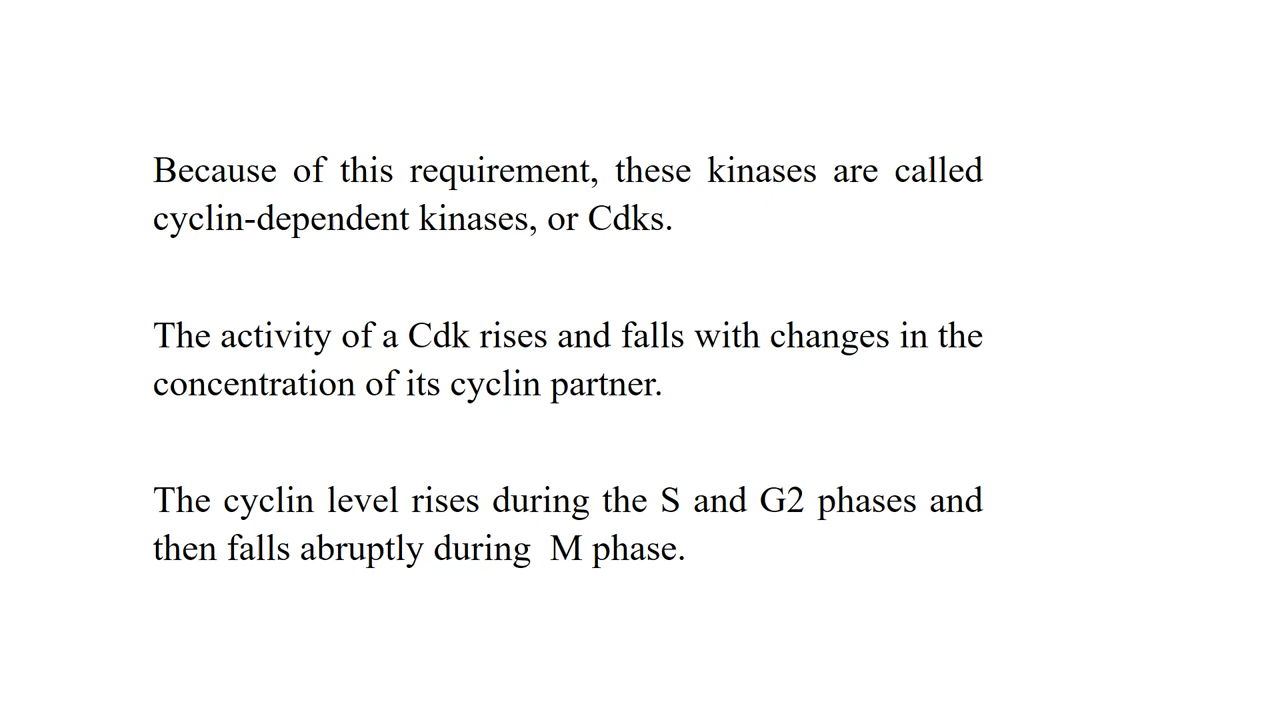 Because of this requirement, these kinases are called
cyclin-dependent kinases, or Cdks.
The activity of a Cdk rises and falls with changes in the
concentration of its cyclin partner.
The cyclin level rises during the S and G2 phases and
then falls abruptly during  M phase.